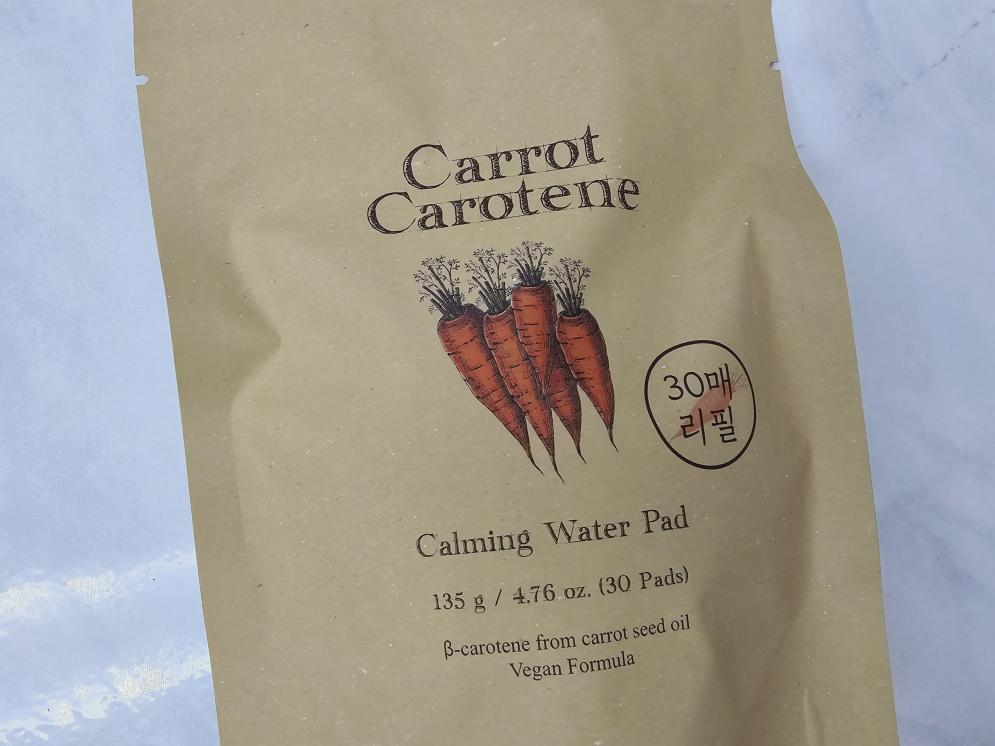 Carrot
Carotene
30매
리필
Calming Water Pad
135 g / 4.76 oz. (30 Pads)
β-carotene from carrot seed oil
Vegan Formula